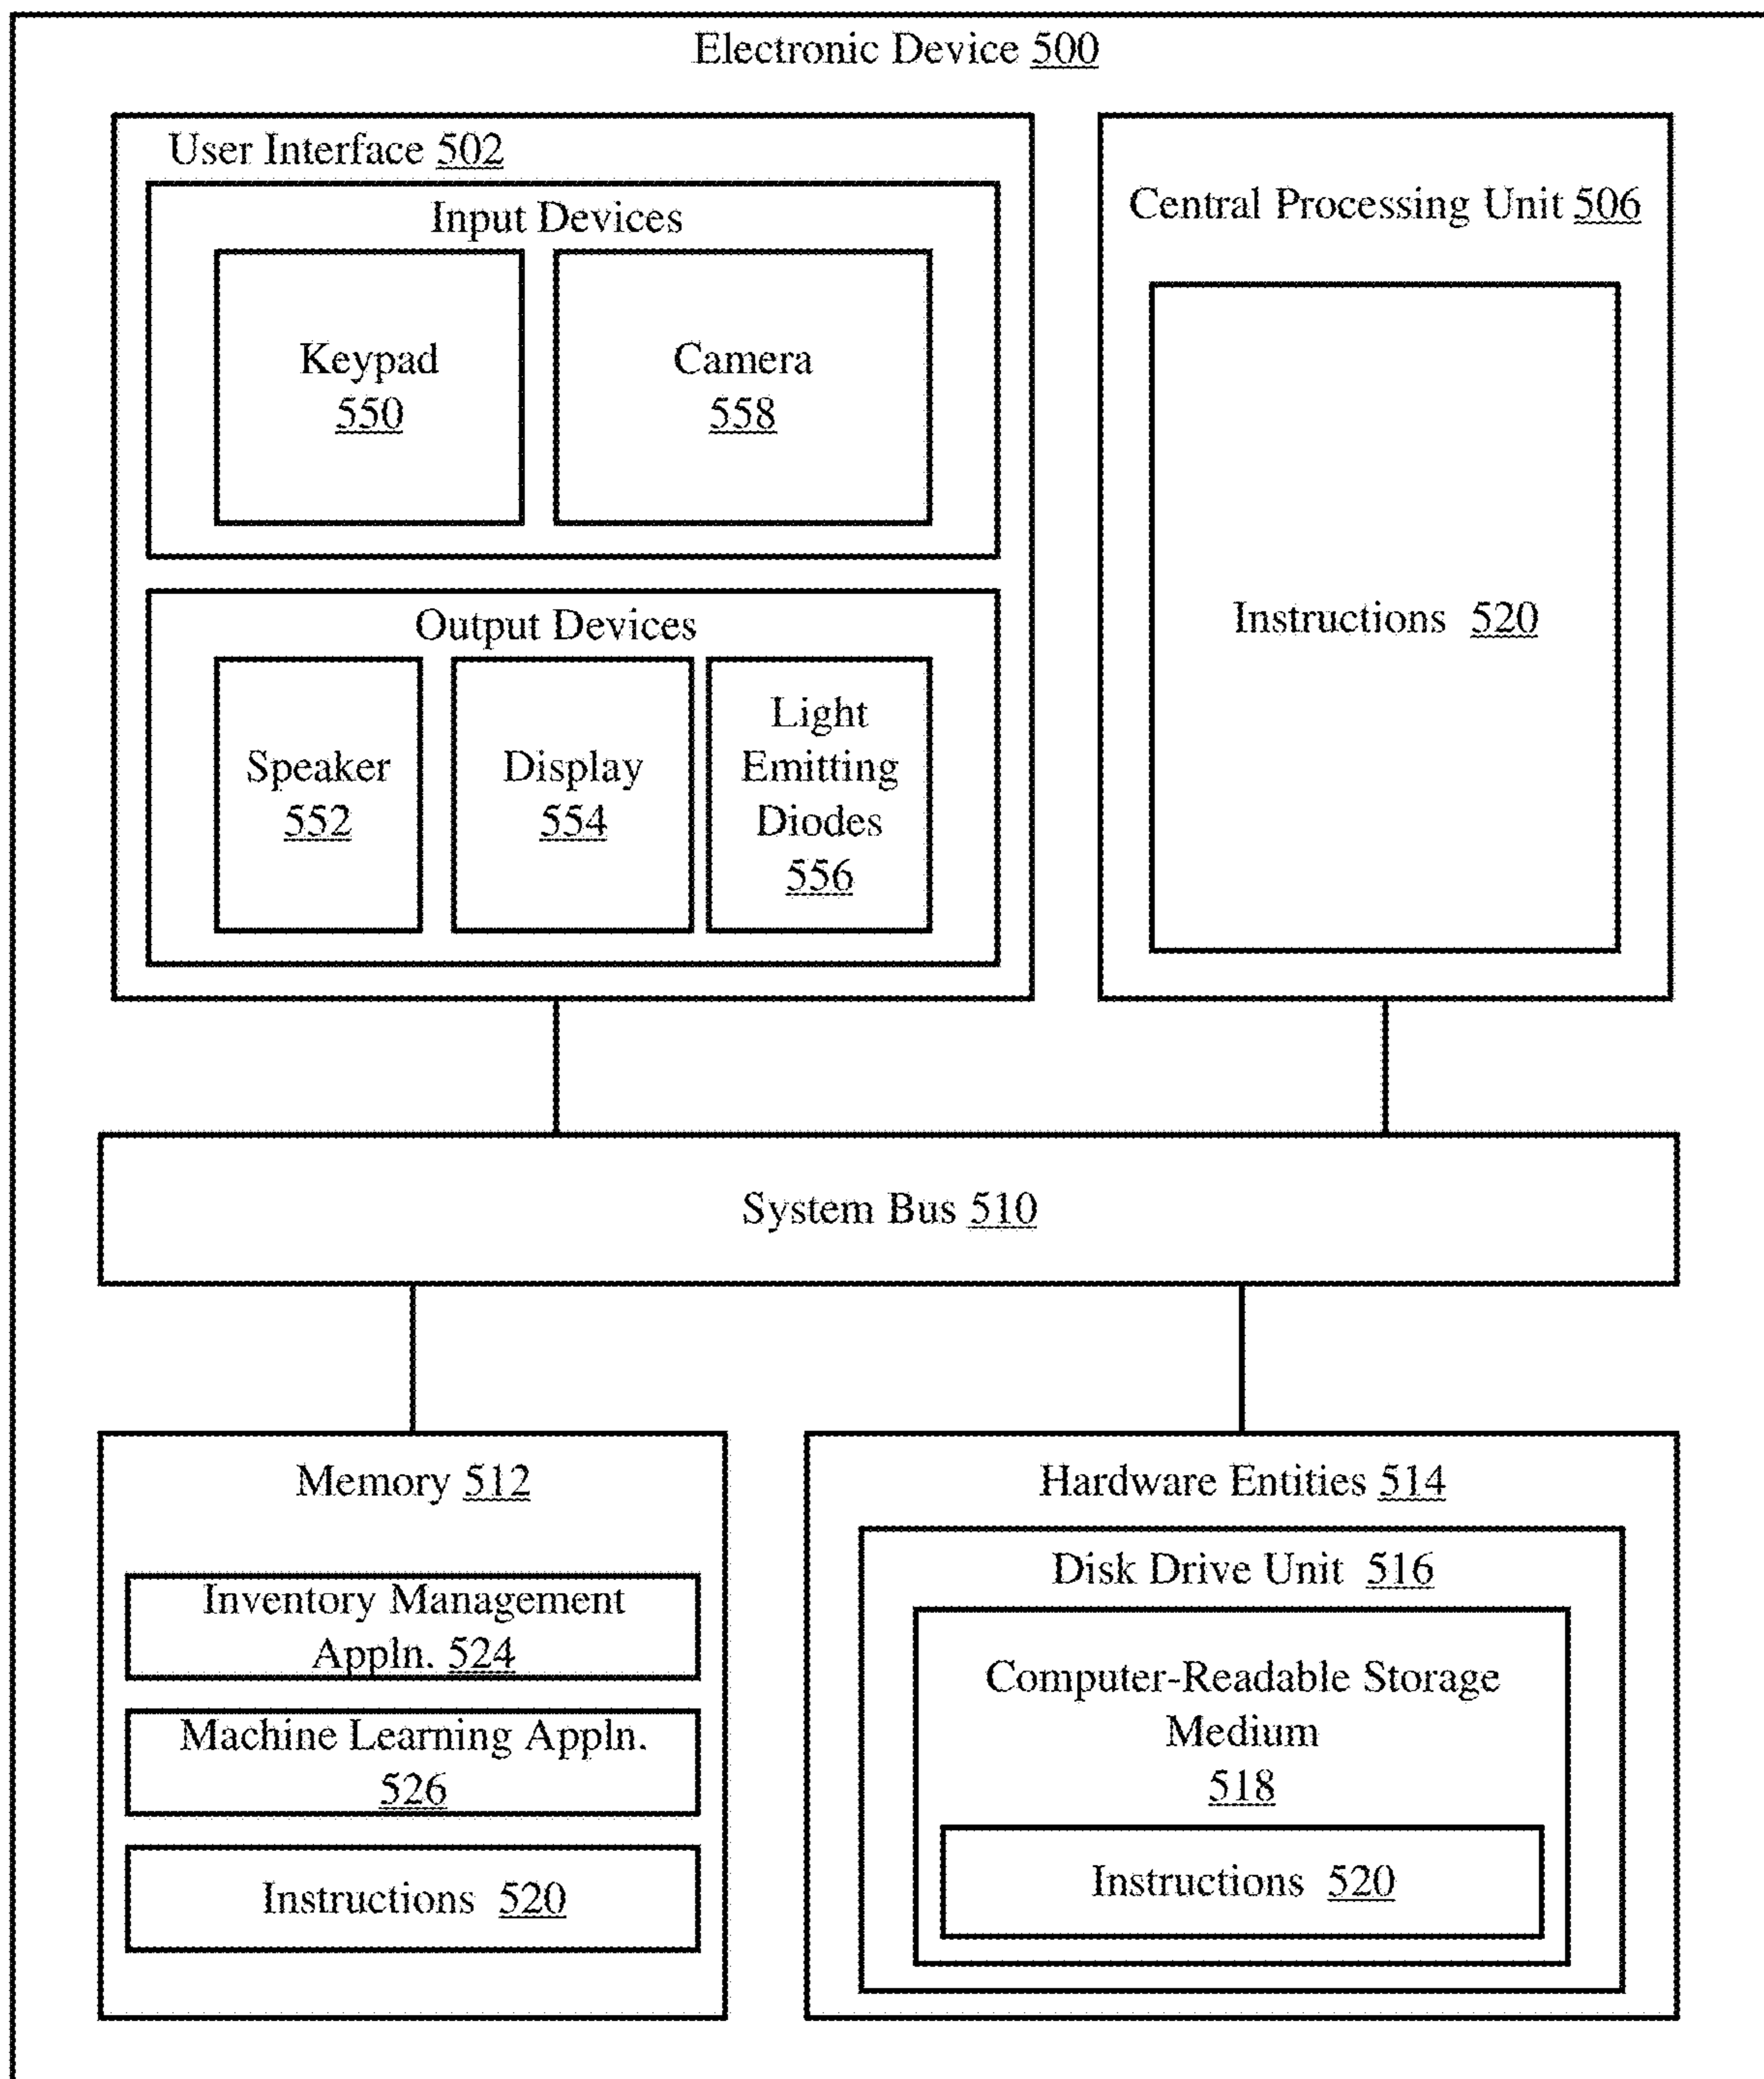 Electronic Device 500
User Interface 502
Input Devices
Keypad
550
Camera
558
Output Devices
Speaker
552
Display
554
Light
Emitting
Diodes
556
Central Processing Unit 506
Instructions 520
System Bus 510
Memory 512
Inventory Management
Appln. 524
Machine Learning Appln.
526
Instructions 520
Hardware Entities 514
Disk Drive Unit 516
Computer-Readable Storage
Medium
518
Instructions 520